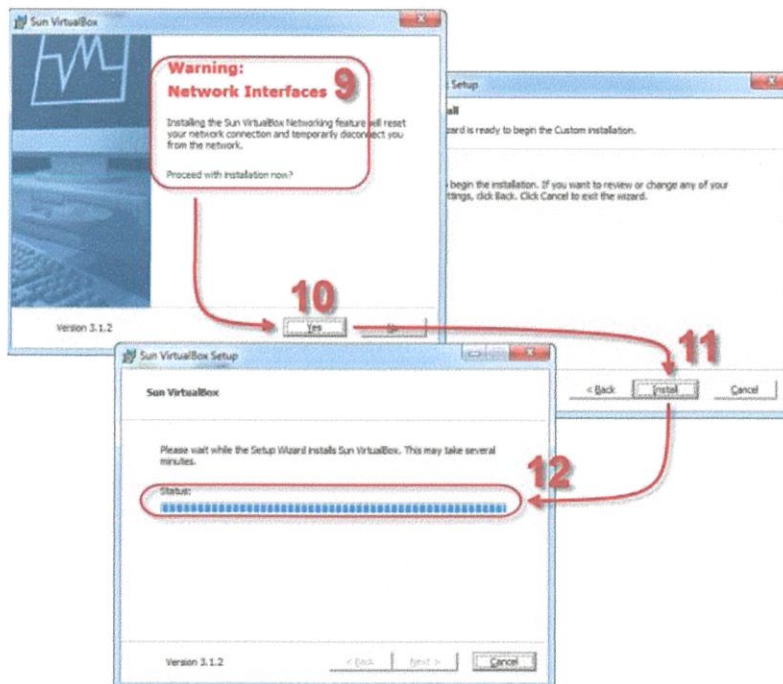 Sun VirtualBox
Warning:
Network Interfaces 9
Installing the Sun VirtualBox Networking feature will reset
your network connection and temporarily disconnect you
from the network.
Proceed with installation now?
Version 3.1.2
10
Yes
No
Setup
all
zard is ready to begin the Custom installation.
begin the installation. If you want to review or change any of your
ttings, click Back. Click Cancel to exit the wizard.
11
< Back Install Cancel
Sun VirtualBox Setup
Sun VirtualBox
Please wait while the Setup Wizard installs Sun VirtualBox. This may take several
minutes.
12
Status:
Version 3.1.2
< Back Next > Cancel